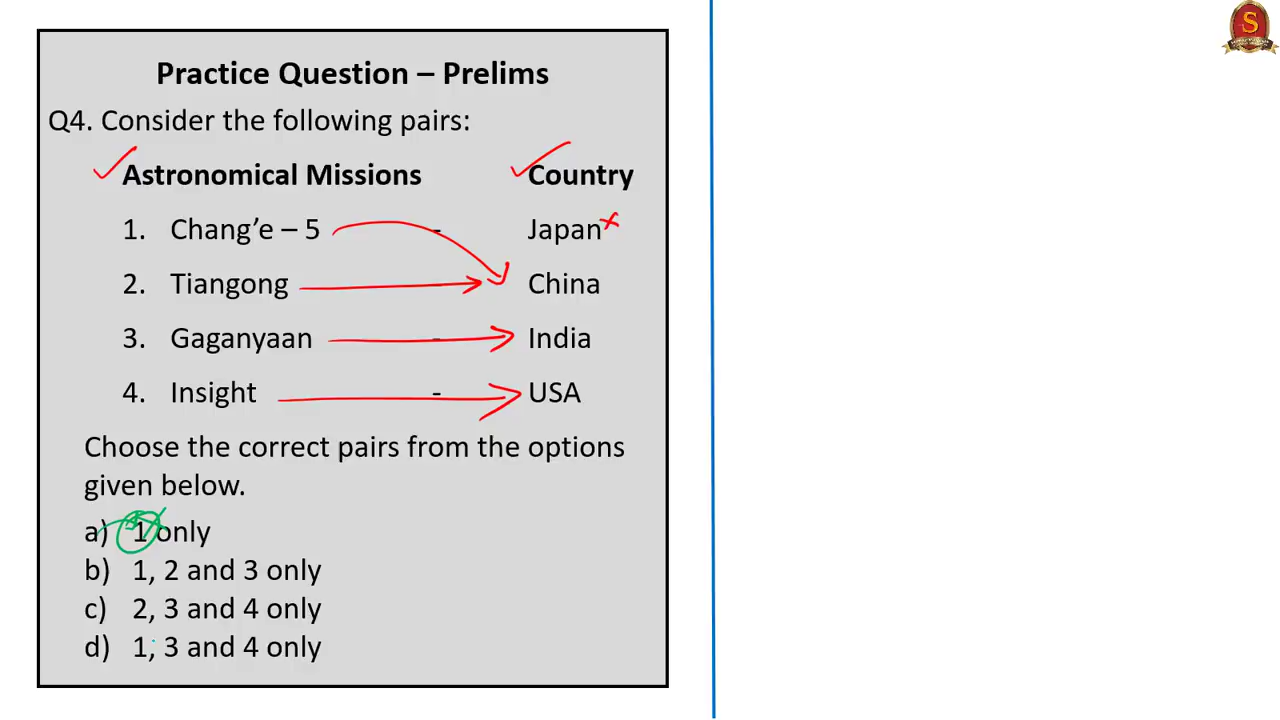 Practice Question – Prelims
Q4. Consider the following pairs:
Astronomical Missions Country
1. Chang’e – 5 - Japan
2. Tiangong China
3. Gaganyaan - India
4. Insight - USA
Choose the correct pairs from the options
given below.
a) 1 only
b) 1, 2 and 3 only
c) 2, 3 and 4 only
d) 1, 3 and 4 only
S